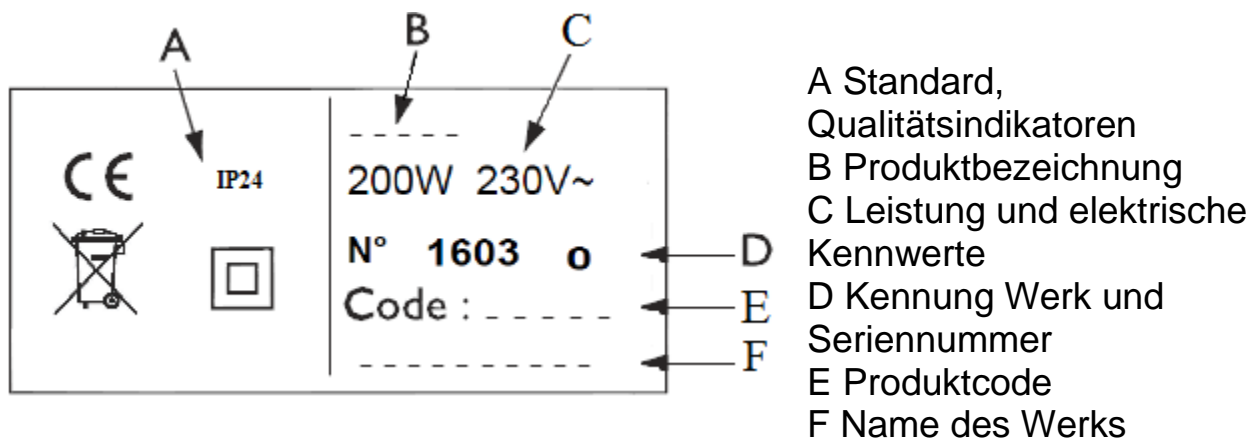 A
B
C
CE
IP24
- - - - -
200W 230V~
N° 1603 o
D
Code : - - - - -
E
- - - - - - - - - -
F
A Standard,
Qualitätsindikatoren
B Produktbezeichnung
C Leistung und elektrische
Kennwerte
D Kennung Werk und
Seriennummer
E Produktcode
F Name des Werks